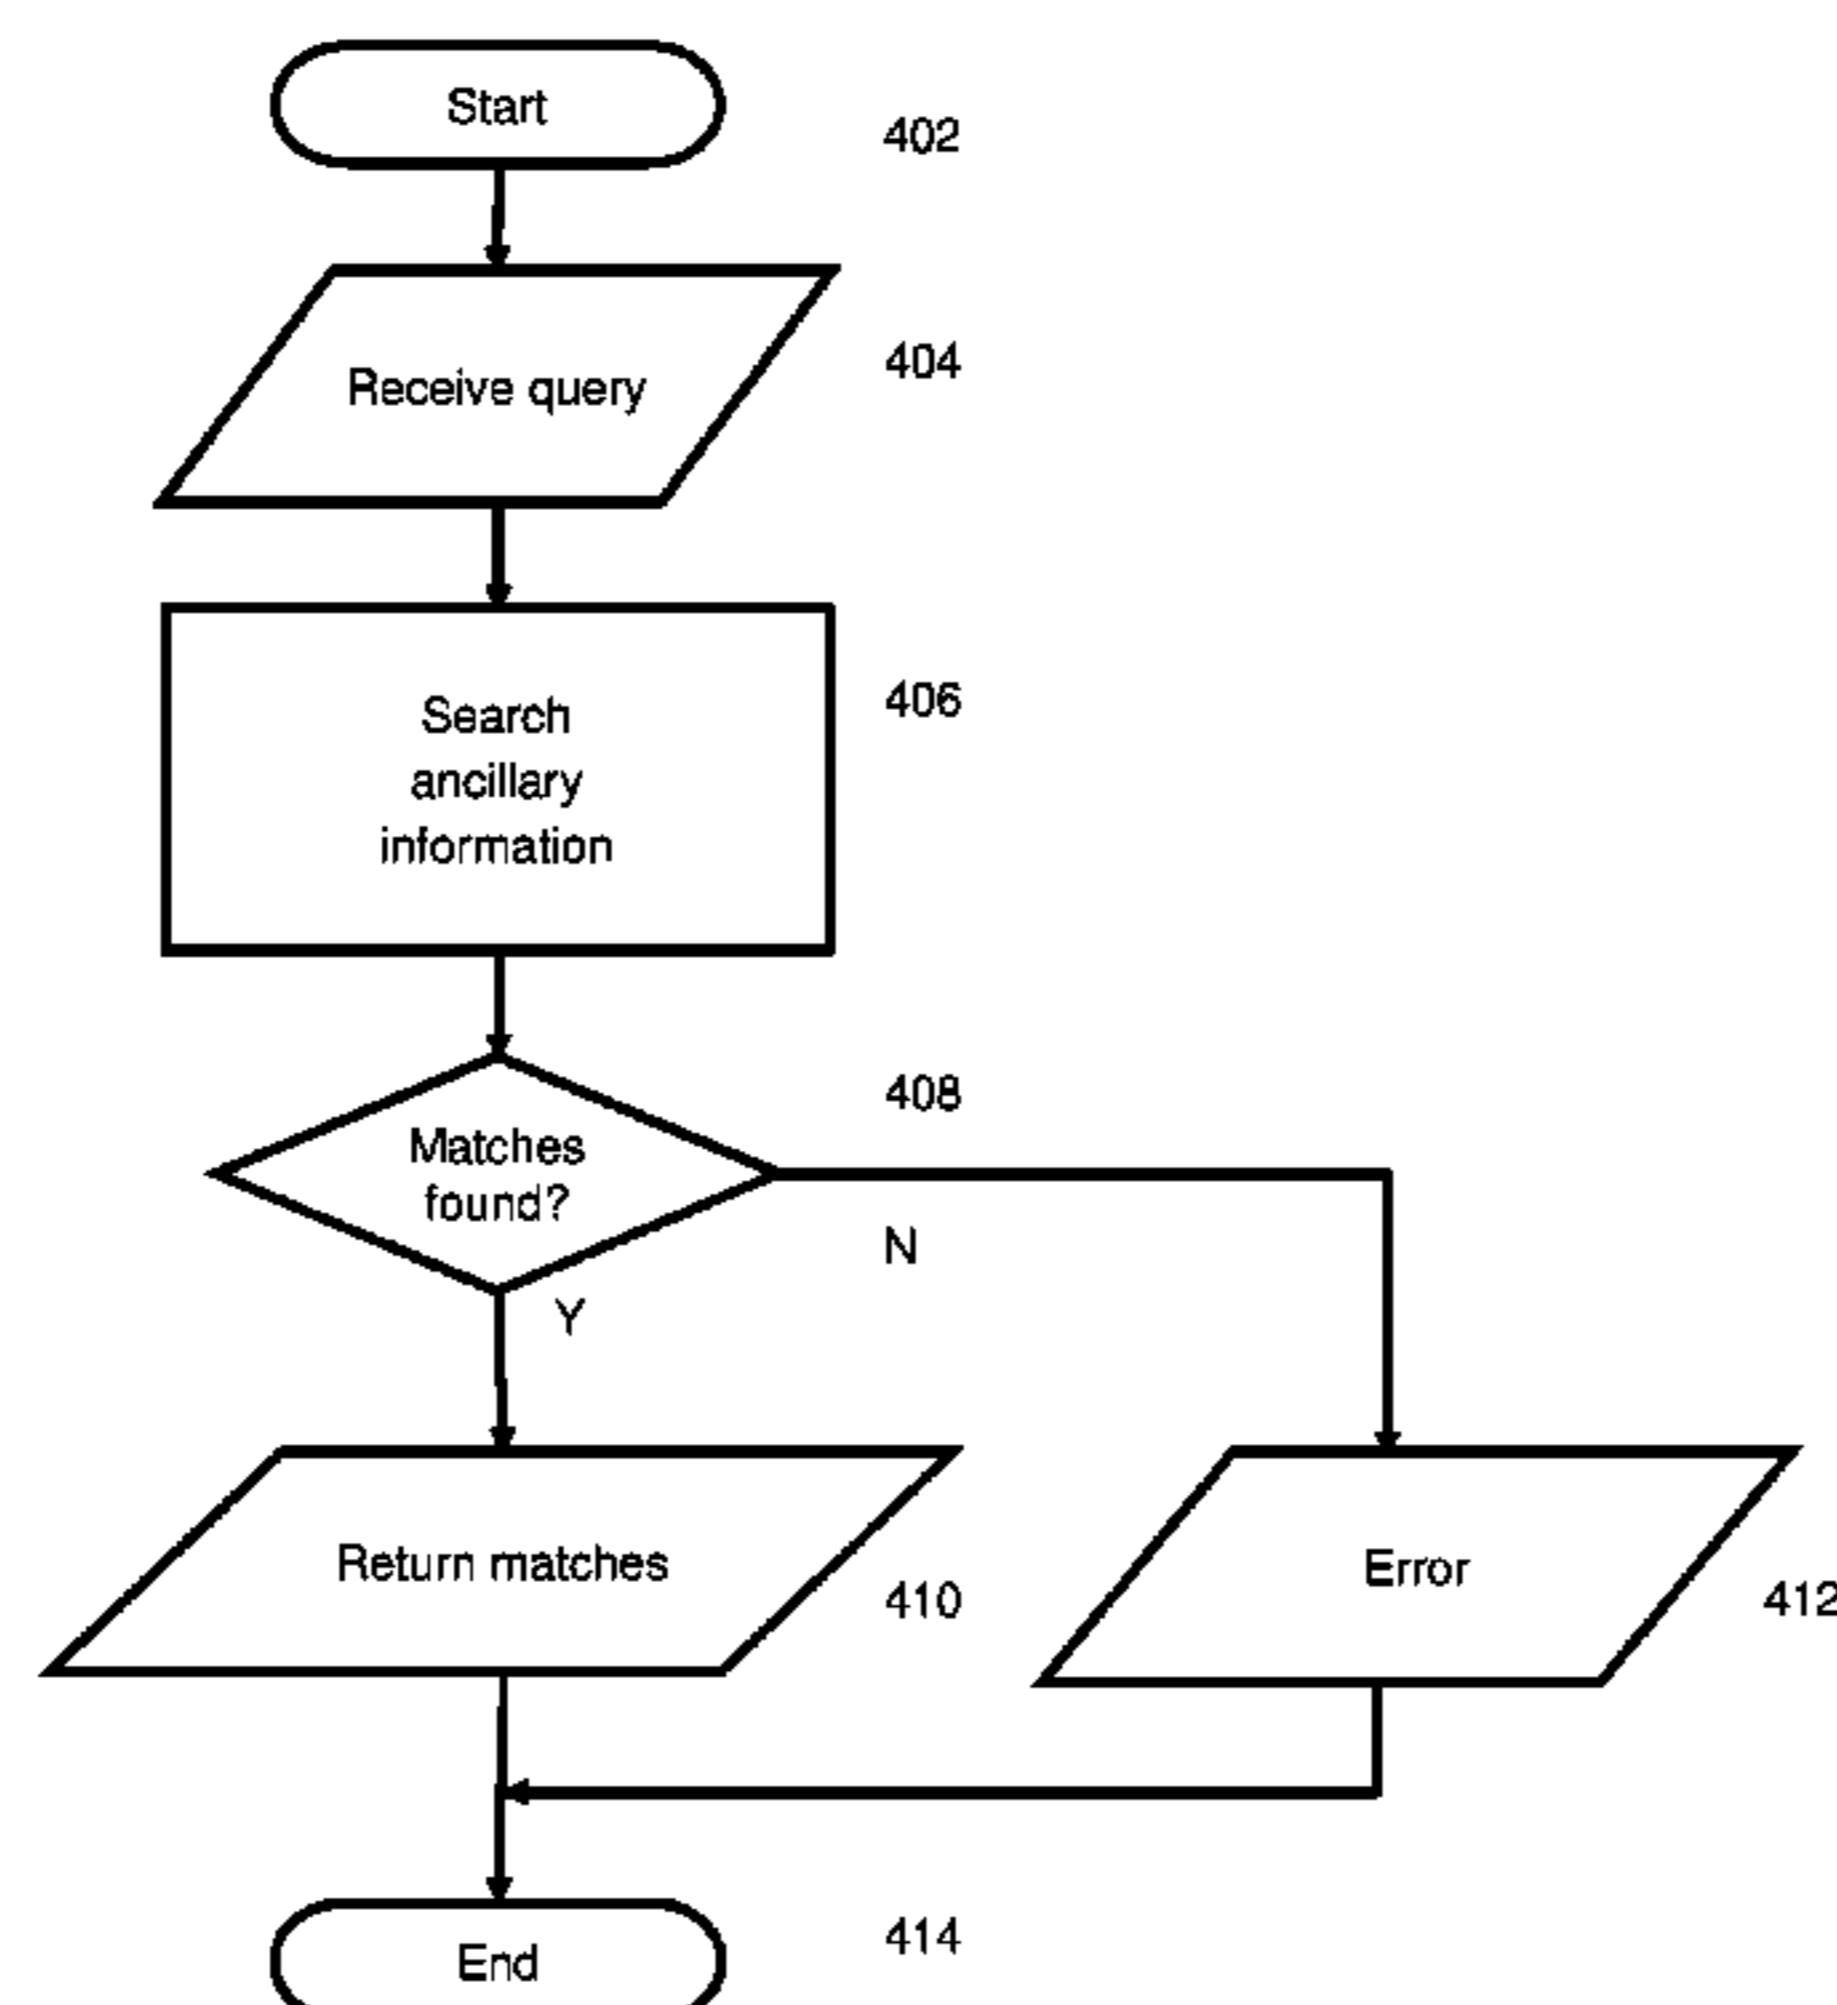 Start
402
Receive query
404
Search
ancillary
information
406
Matches
found?
408
N
Y
Return matches
410
Error
412
End
414